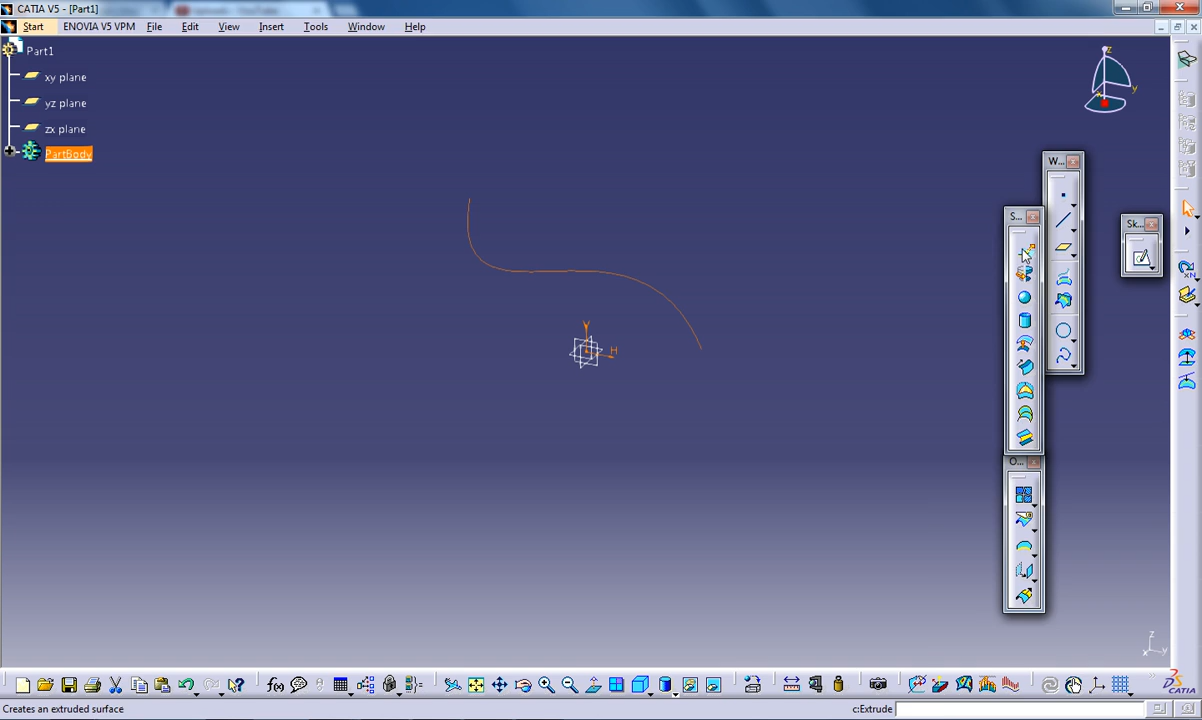 CATIA V5 - [Part1]
Start ENOVIA V5 VPM File Edit View Insert Tools Window Help
Part1
xy plane
yz plane
zx plane
PartBody
z
y
W...
S...
Sk...
O...
V
H
z
x y
CATIA
Creates an extruded surface
c:Extrude